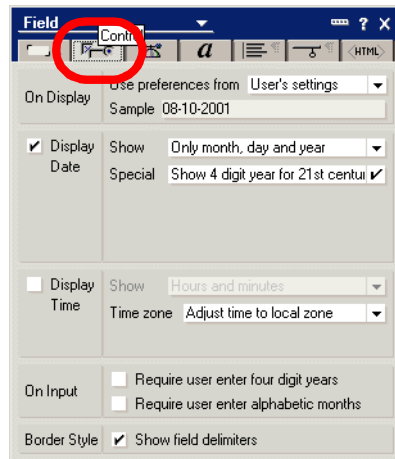 Field
?
X
Control
a
<HTML>
On Display
Use preferences from User's settings
Sample 08-10-2001
Display Date
Show Only month, day and year
Special Show 4 digit year for 21st centui
Display Time
Show Hours and minutes
Time zone Adjust time to local zone
On Input
Require user enter four digit years
Require user enter alphabetic months
Border Style
Show field delimiters